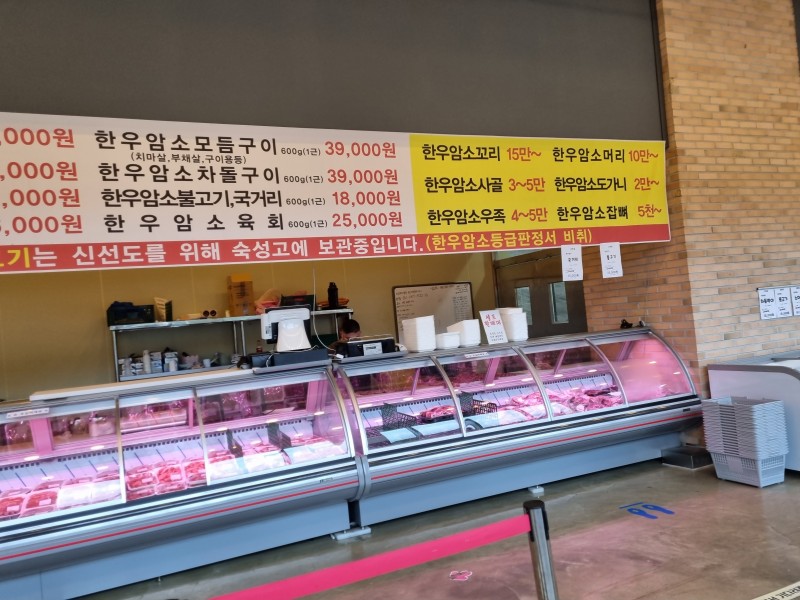 ,000원 한우암소모듬구이 600g(1근) 39,000원
(치마살,부채살,구이용등)
,000원 한우암소차돌구이 600g(1근) 39,000원
,000원 한우암소불고기,국거리 600g(1근) 18,000원
,000원 한우암소육회 600g(1근) 25,000원
한우암소꼬리 15만~ 한우암소머리 10만~
한우암소사골 3~5만 한우암소도가니 2만~
한우암소우족 4~5만 한우암소잡뼈 5천~
고기는 신선도를 위해 숙성고에 보관중입니다.(한우암소등급판정서 비취)